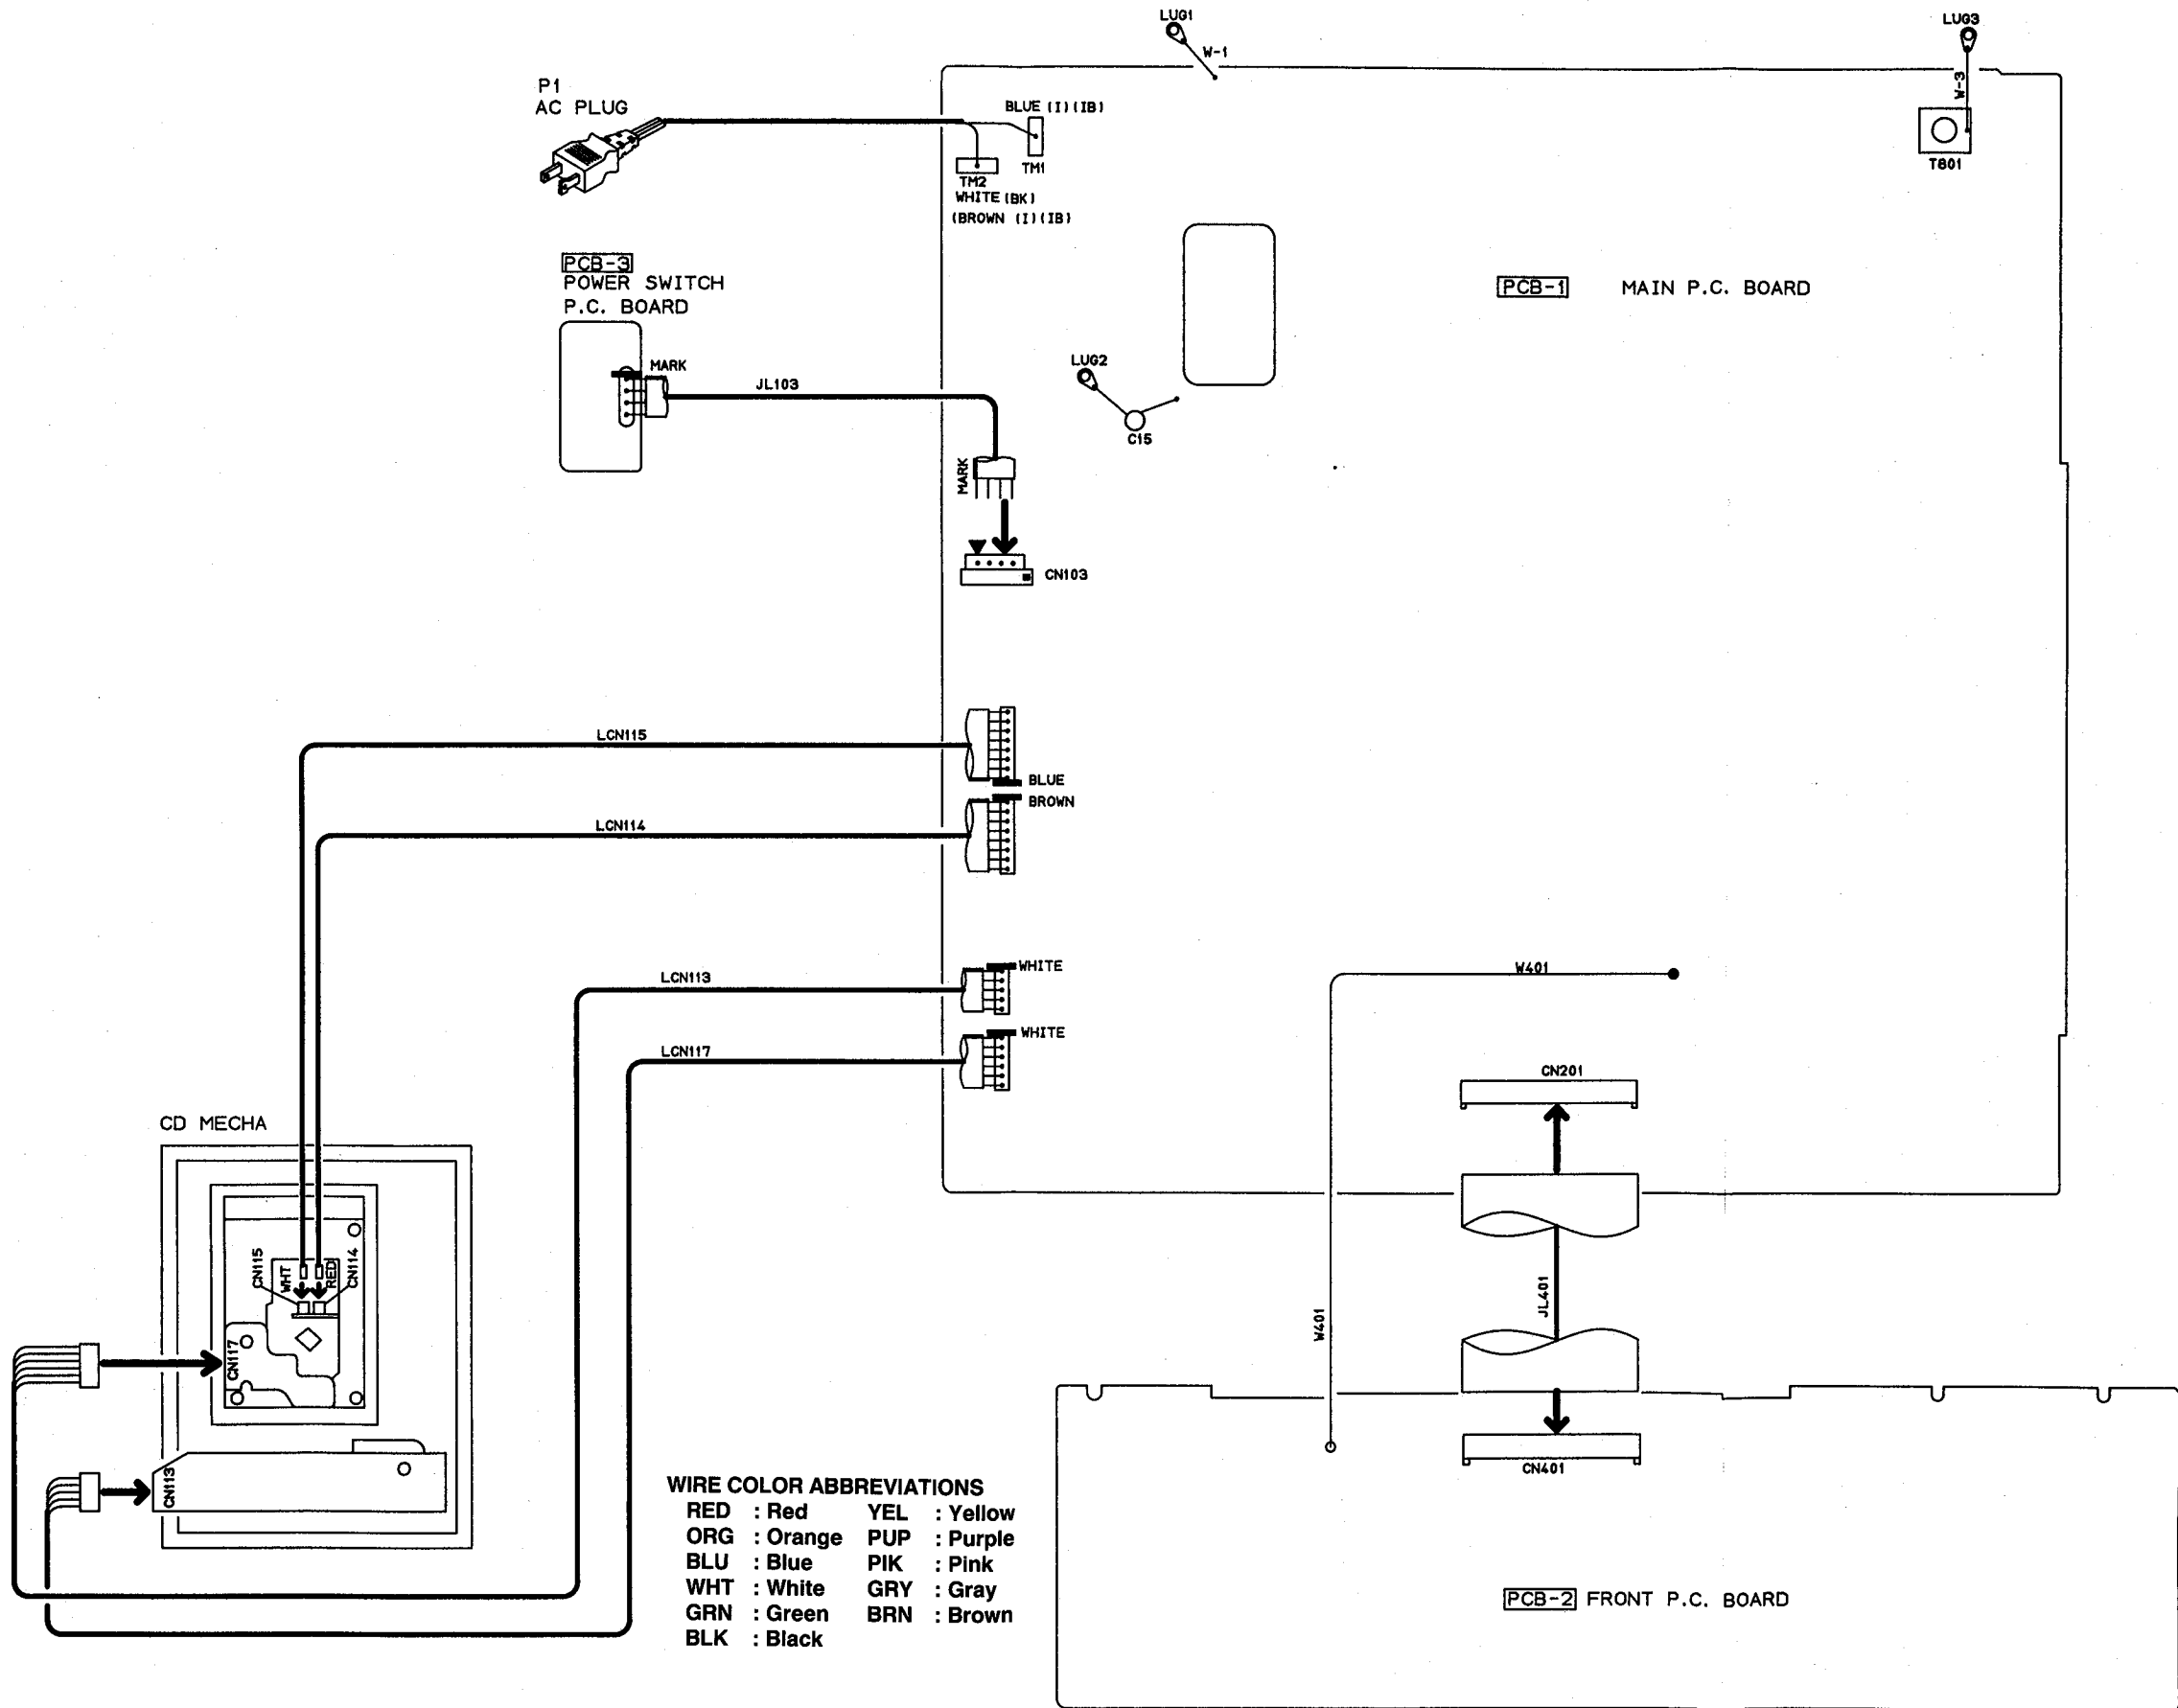 LUG1
W-1
LUG3
W-3
T801
P1
AC PLUG
BLUE (I)(IB)
TM1
TM2
WHITE (BK)
(BROWN (I)(IB)
PCB-3
POWER SWITCH
P.C. BOARD
MARK
JL103
MARK
CN103
PCB-1 MAIN P.C. BOARD
LUG2
C15
LCN115
BLUE
BROWN
LCN114
LCN113
WHITE
LCN117
WHITE
W401
CN201
JL401
W401
CN401
CD MECHA
CN115
WHT
RED
CN114
CN117
CN113
WIRE COLOR ABBREVIATIONS
RED : Red YEL : Yellow
ORG : Orange PUP : Purple
BLU : Blue PIK : Pink
WHT : White GRY : Gray
GRN : Green BRN : Brown
BLK : Black
PCB-2 FRONT P.C. BOARD